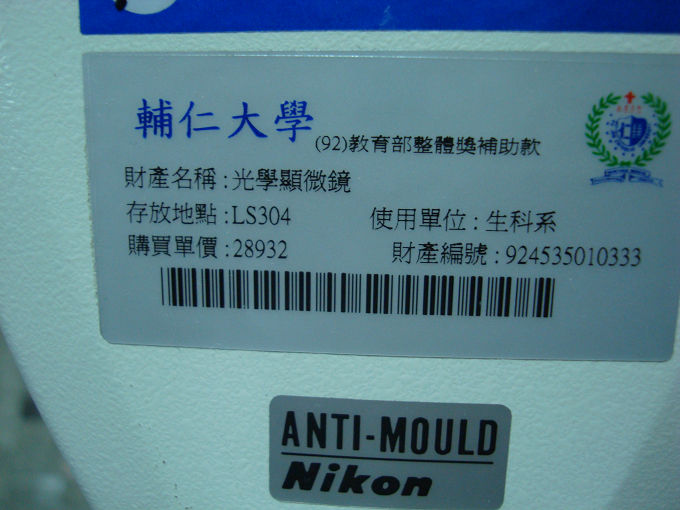 輔仁大學
(92)教育部整體獎補助款
財產名稱:光學顯微鏡
存放地點:LS304 使用單位:生科系
購買單價:28932 財產編號:924535010333
ANTI-MOULD
Nikon